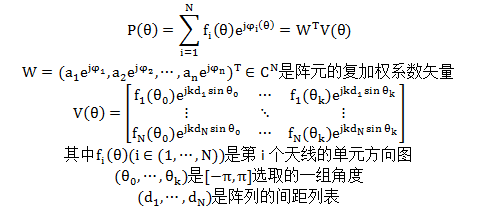 P(θ) = ∑_{i=1}^{N} f_i(θ)e^{jφ_i(θ)} = W^T V(θ)
W = (a_1e^{jφ_1}, a_2e^{jφ_2}, ⋯, a_ne^{jφ_n})^T ∈ C^N是阵元的复加权系数矢量
V(θ) = [f_1(θ_0)e^{jkd_1 sin θ_0} ⋯ f_1(θ_k)e^{jkd_1 sin θ_k}
⋮ ⋱ ⋮
f_N(θ_0)e^{jkd_N sin θ_0} ⋯ f_N(θ_k)e^{jkd_N sin θ_k}]
其中f_i(θ)(i ∈ (1, ⋯, N))是第 i 个天线的单元方向图
(θ_0, ⋯, θ_k)是[−π, π]选取的一组角度
(d_1, ⋯, d_N)是阵列的间距列表